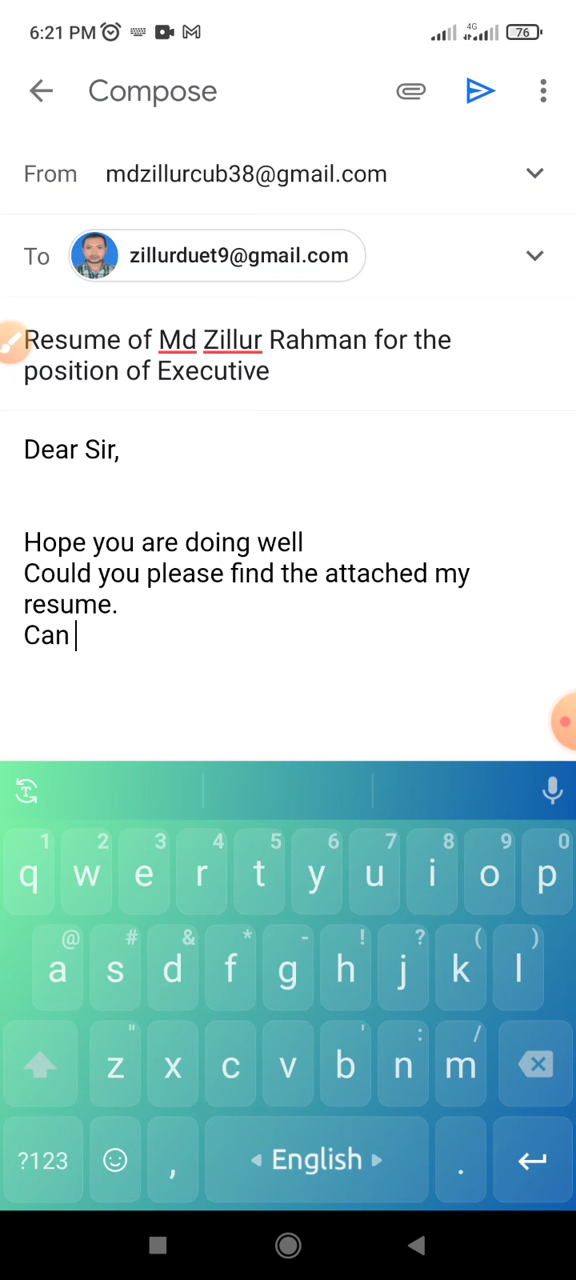 6:21 PM 4G 76
Compose
From mdzillurcub38@gmail.com
To zillurduet9@gmail.com
Resume of Md Zillur Rahman for the
position of Executive
Dear Sir,
Hope you are doing well
Could you please find the attached my
resume.
Can
1 2 3 4 5 6 7 8 9 0
q w e r t y u i o p
@ # & * - ! ? ( )
a s d f g h j k l
" ' : /
z x c v b n m
?123 , English .